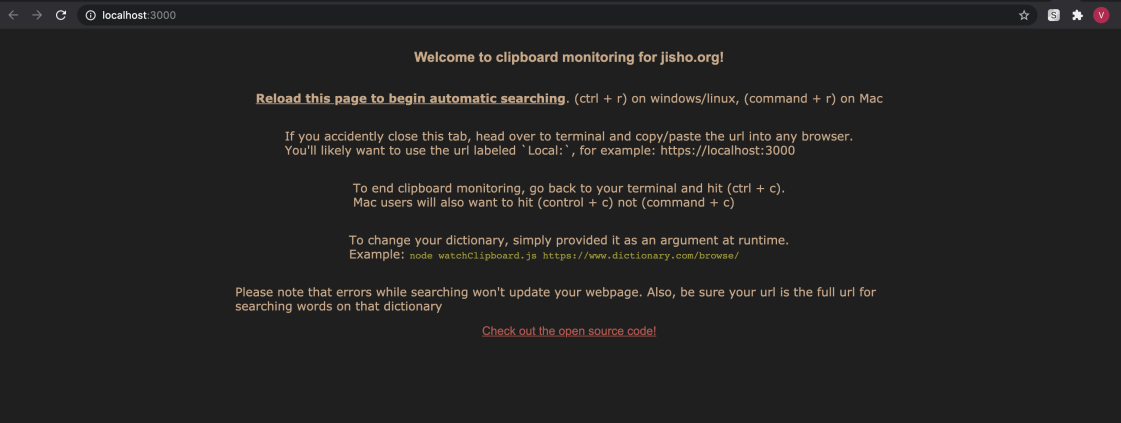 localhost:3000
S
V
Welcome to clipboard monitoring for jisho.org!
Reload this page to begin automatic searching. (ctrl + r) on windows/linux, (command + r) on Mac
If you accidently close this tab, head over to terminal and copy/paste the url into any browser.
You'll likely want to use the url labeled `Local:`, for example: https://localhost:3000
To end clipboard monitoring, go back to your terminal and hit (ctrl + c).
Mac users will also want to hit (control + c) not (command + c)
To change your dictionary, simply provided it as an argument at runtime.
Example: node watchClipboard.js https://www.dictionary.com/browse/
Please note that errors while searching won't update your webpage. Also, be sure your url is the full url for
searching words on that dictionary
Check out the open source code!